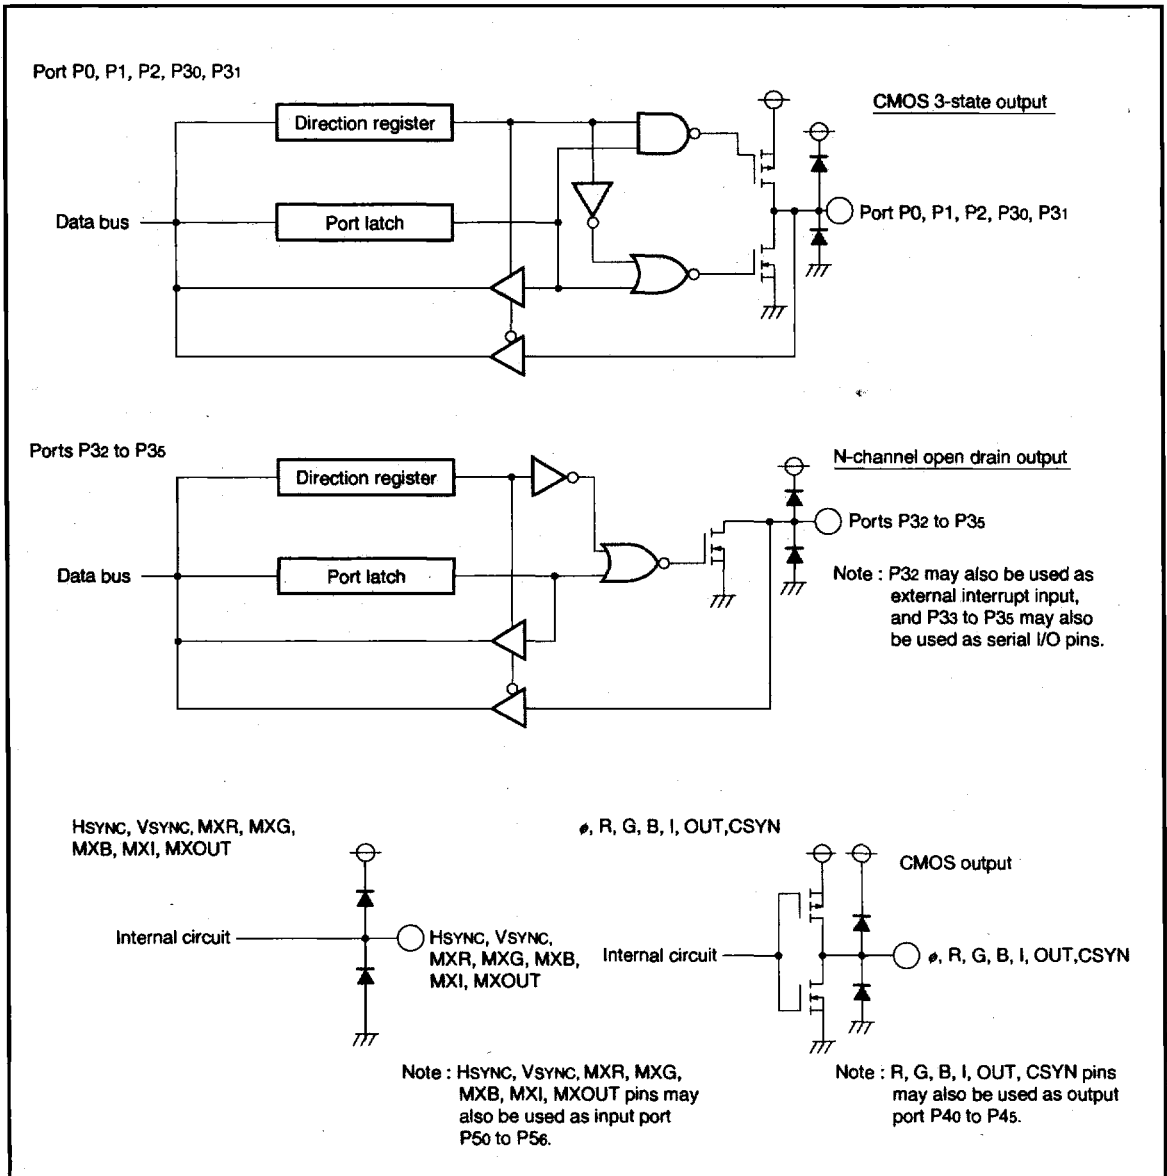 Port P0, P1, P2, P30, P31
CMOS 3-state output
Direction register
Data bus
Port latch
Port P0, P1, P2, P30, P31
Ports P32 to P35
N-channel open drain output
Direction register
Ports P32 to P35
Data bus
Port latch
Note : P32 may also be used as
external interrupt input,
and P33 to P35 may also
be used as serial I/O pins.
HSYNC, VSYNC, MXR, MXG,
MXB, MXI, MXOUT
Internal circuit
HSYNC, VSYNC,
MXR, MXG, MXB,
MXI, MXOUT
Note : HSYNC, VSYNC, MXR, MXG,
MXB, MXI, MXOUT pins may
also be used as input port
P50 to P56.
ø, R, G, B, I, OUT,CSYN
CMOS output
Internal circuit
ø, R, G, B, I, OUT,CSYN
Note : R, G, B, I, OUT, CSYN pins
may also be used as output
port P40 to P45.